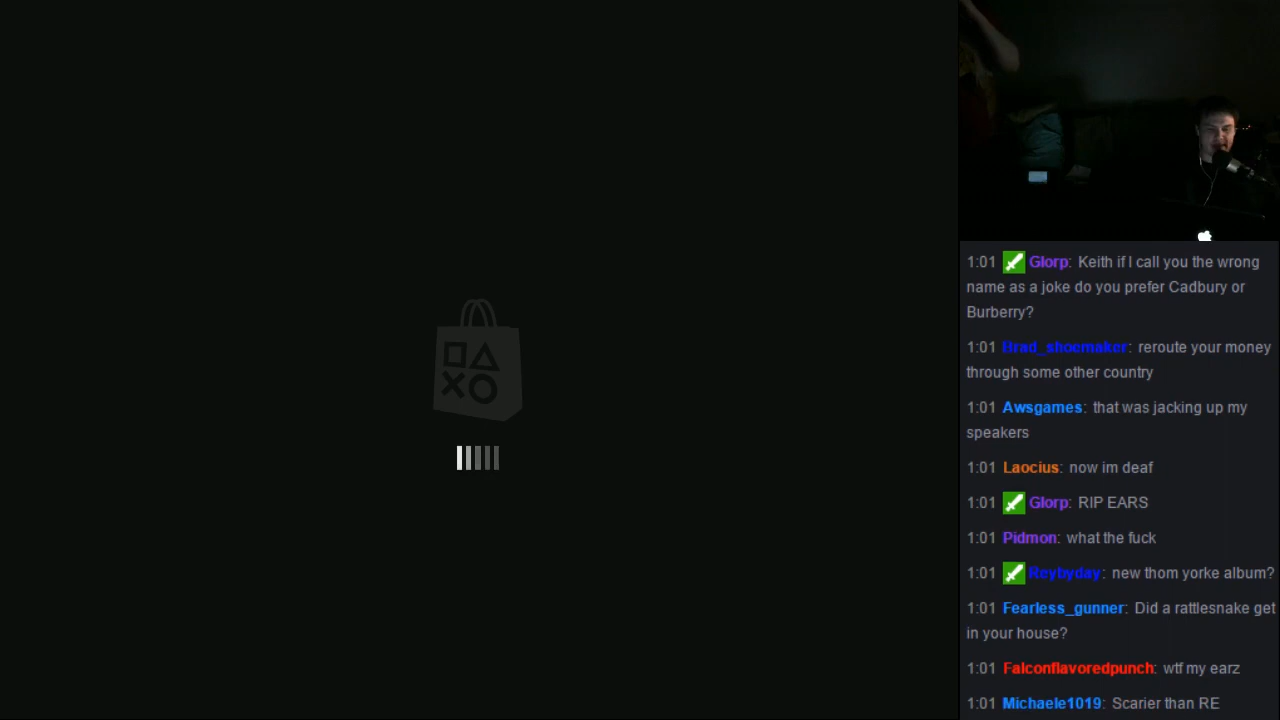 1:01 Glorp: Keith if I call you the wrong
name as a joke do you prefer Cadbury or
Burberry?
1:01 Brad_shoemaker: reroute your money
through some other country
1:01 Awsgames: that was jacking up my
speakers
1:01 Laocius: now im deaf
1:01 Glorp: RIP EARS
1:01 Pidmon: what the fuck
1:01 Reybyday: new thom yorke album?
1:01 Fearless_gunner: Did a rattlesnake get
in your house?
1:01 Falconflavoredpunch: wtf my earz
1:01 Michaele1019: Scarier than RE